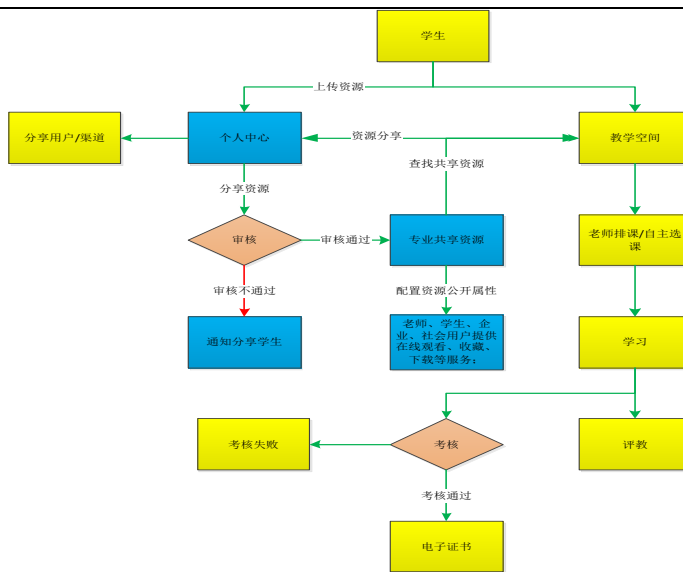 学生
上传资源
分享用户/渠道
个人中心
资源分享
教学空间
查找共享资源
分享资源
审核
审核通过
专业共享资源
老师排课/自主选
课
审核不通过
配置资源公开属性
通知分享学生
老师、学生、企
业、社会用户提供
在线观看、收藏、
下载等服务；
学习
考核失败
考核
评教
考核通过
电子证书